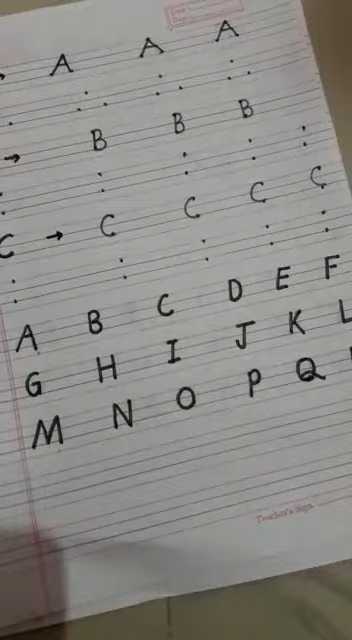 → A A A
→ B B B
C → C C C C
A B C D E F
G H I J K L
M N O P Q
Teacher's Sign